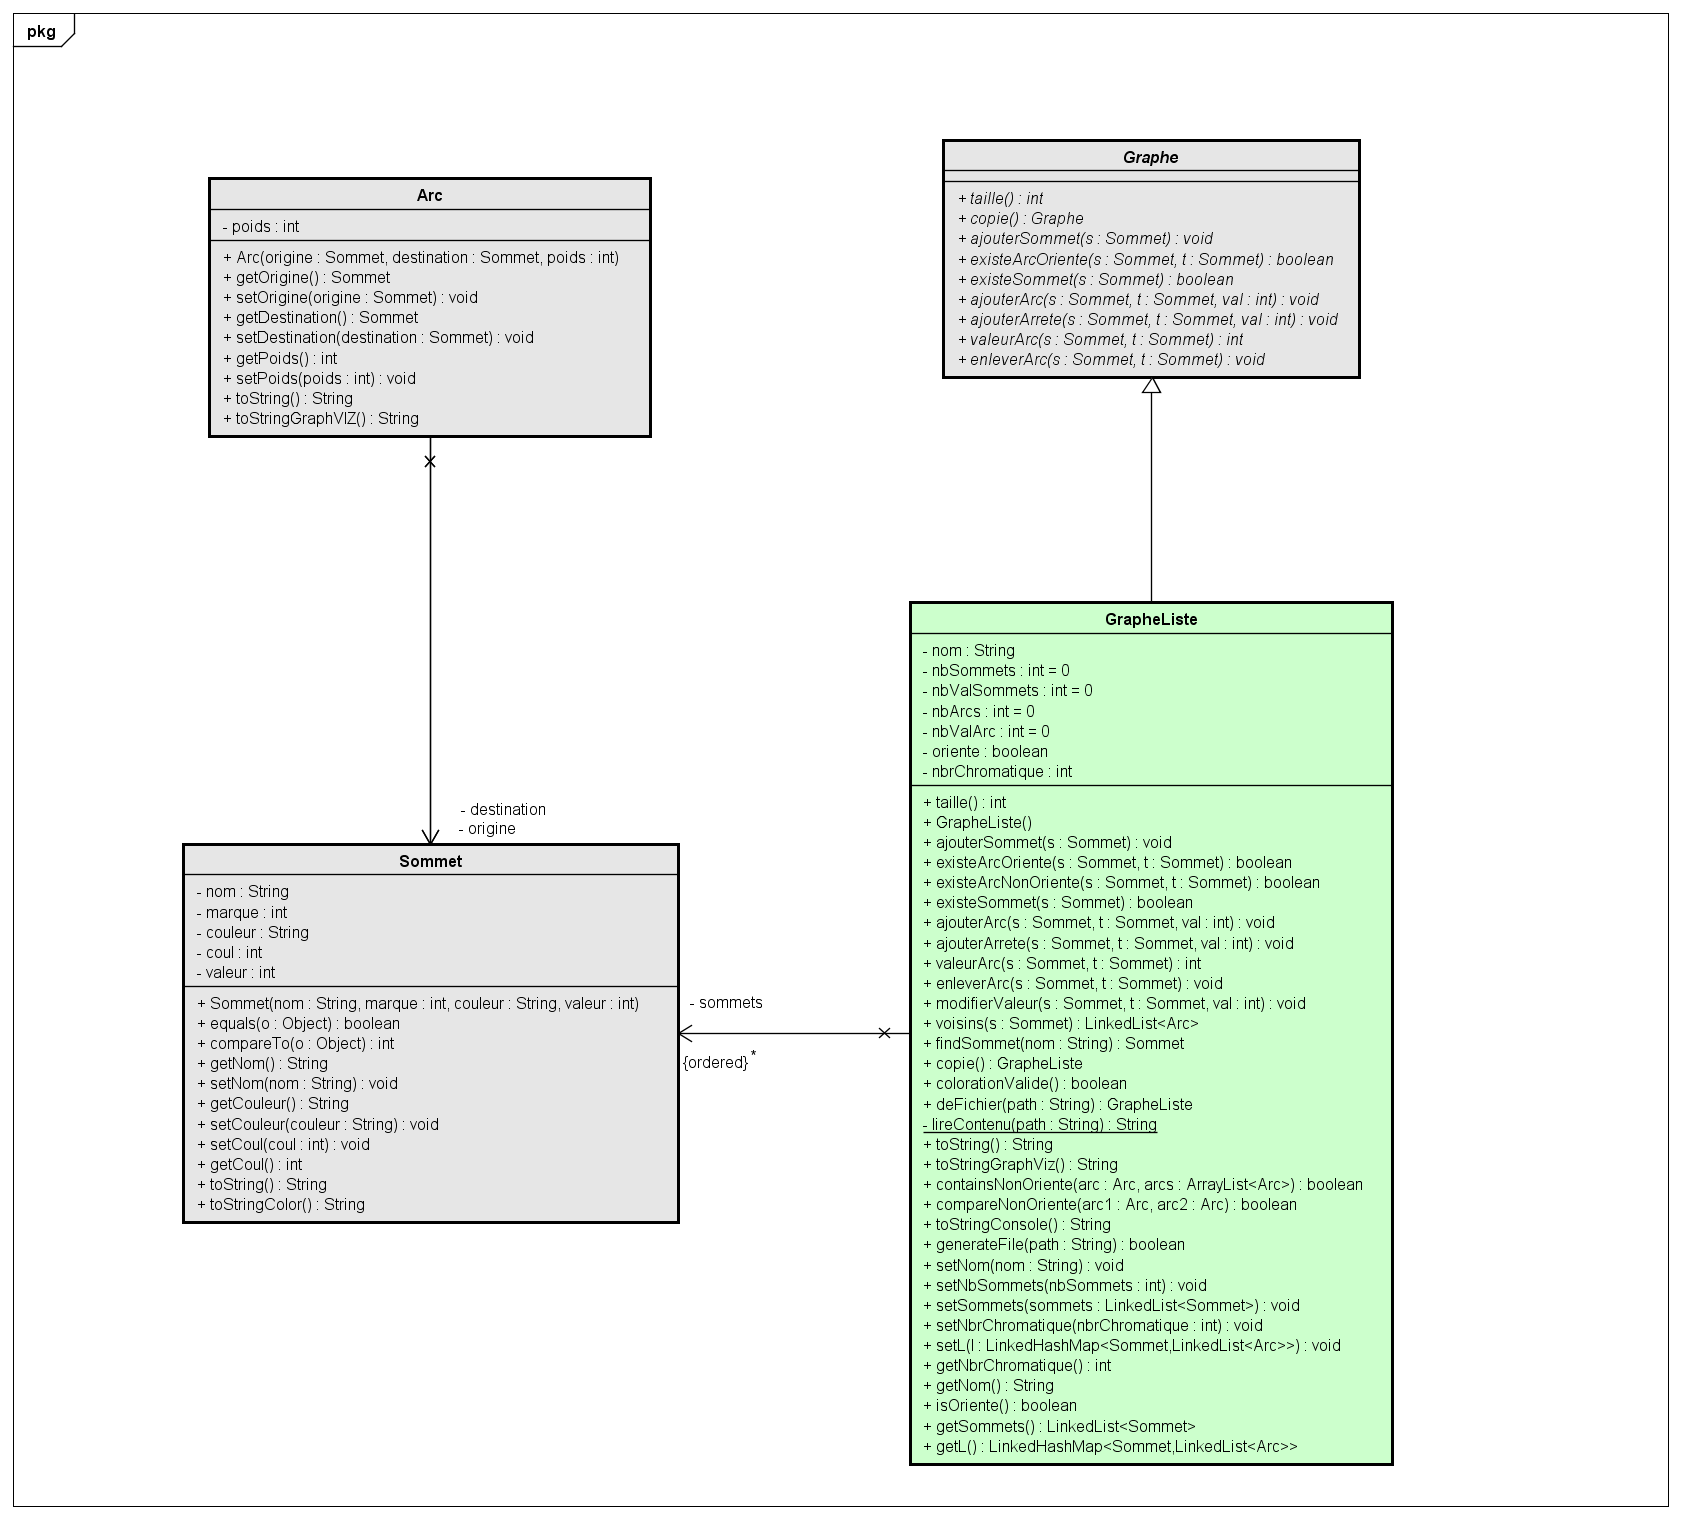 pkg
Arc
- poids : int
+ Arc(origine : Sommet, destination : Sommet, poids : int)
+ getOrigine() : Sommet
+ setOrigine(origine : Sommet) : void
+ getDestination() : Sommet
+ setDestination(destination : Sommet) : void
+ getPoids() : int
+ setPoids(poids : int) : void
+ toString() : String
+ toStringGraphVIZ() : String
Graphe
+ taille() : int
+ copie() : Graphe
+ ajouterSommet(s : Sommet) : void
+ existeArcOriente(s : Sommet, t : Sommet) : boolean
+ existeSommet(s : Sommet) : boolean
+ ajouterArc(s : Sommet, t : Sommet, val : int) : void
+ ajouterArrete(s : Sommet, t : Sommet, val : int) : void
+ valeurArc(s : Sommet, t : Sommet) : int
+ enleverArc(s : Sommet, t : Sommet) : void
- destination
- origine
Sommet
- nom : String
- marque : int
- couleur : String
- coul : int
- valeur : int
+ Sommet(nom : String, marque : int, couleur : String, valeur : int)
+ equals(o : Object) : boolean
+ compareTo(o : Object) : int
+ getNom() : String
+ setNom(nom : String) : void
+ getCouleur() : String
+ setCouleur(couleur : String) : void
+ setCoul(coul : int) : void
+ getCoul() : int
+ toString() : String
+ toStringColor() : String
- sommets
{ordered} *
GrapheListe
- nom : String
- nbSommets : int = 0
- nbValSommets : int = 0
- nbArcs : int = 0
- nbValArc : int = 0
- oriente : boolean
- nbrChromatique : int
+ taille() : int
+ GrapheListe()
+ ajouterSommet(s : Sommet) : void
+ existeArcOriente(s : Sommet, t : Sommet) : boolean
+ existeArcNonOriente(s : Sommet, t : Sommet) : boolean
+ existeSommet(s : Sommet) : boolean
+ ajouterArc(s : Sommet, t : Sommet, val : int) : void
+ ajouterArrete(s : Sommet, t : Sommet, val : int) : void
+ valeurArc(s : Sommet, t : Sommet) : int
+ enleverArc(s : Sommet, t : Sommet) : void
+ modifierValeur(s : Sommet, t : Sommet, val : int) : void
+ voisins(s : Sommet) : LinkedList<Arc>
+ findSommet(nom : String) : Sommet
+ copie() : GrapheListe
+ colorationValide() : boolean
+ deFichier(path : String) : GrapheListe
- lireContenu(path : String) : String
+ toString() : String
+ toStringGraphViz() : String
+ containsNonOriente(arc : Arc, arcs : ArrayList<Arc>) : boolean
+ compareNonOriente(arc1 : Arc, arc2 : Arc) : boolean
+ toStringConsole() : String
+ generateFile(path : String) : boolean
+ setNom(nom : String) : void
+ setNbSommets(nbSommets : int) : void
+ setSommets(sommets : LinkedList<Sommet>) : void
+ setNbrChromatique(nbrChromatique : int) : void
+ setL(l : LinkedHashMap<Sommet,LinkedList<Arc>>) : void
+ getNbrChromatique() : int
+ getNom() : String
+ isOriente() : boolean
+ getSommets() : LinkedList<Sommet>
+ getL() : LinkedHashMap<Sommet,LinkedList<Arc>>